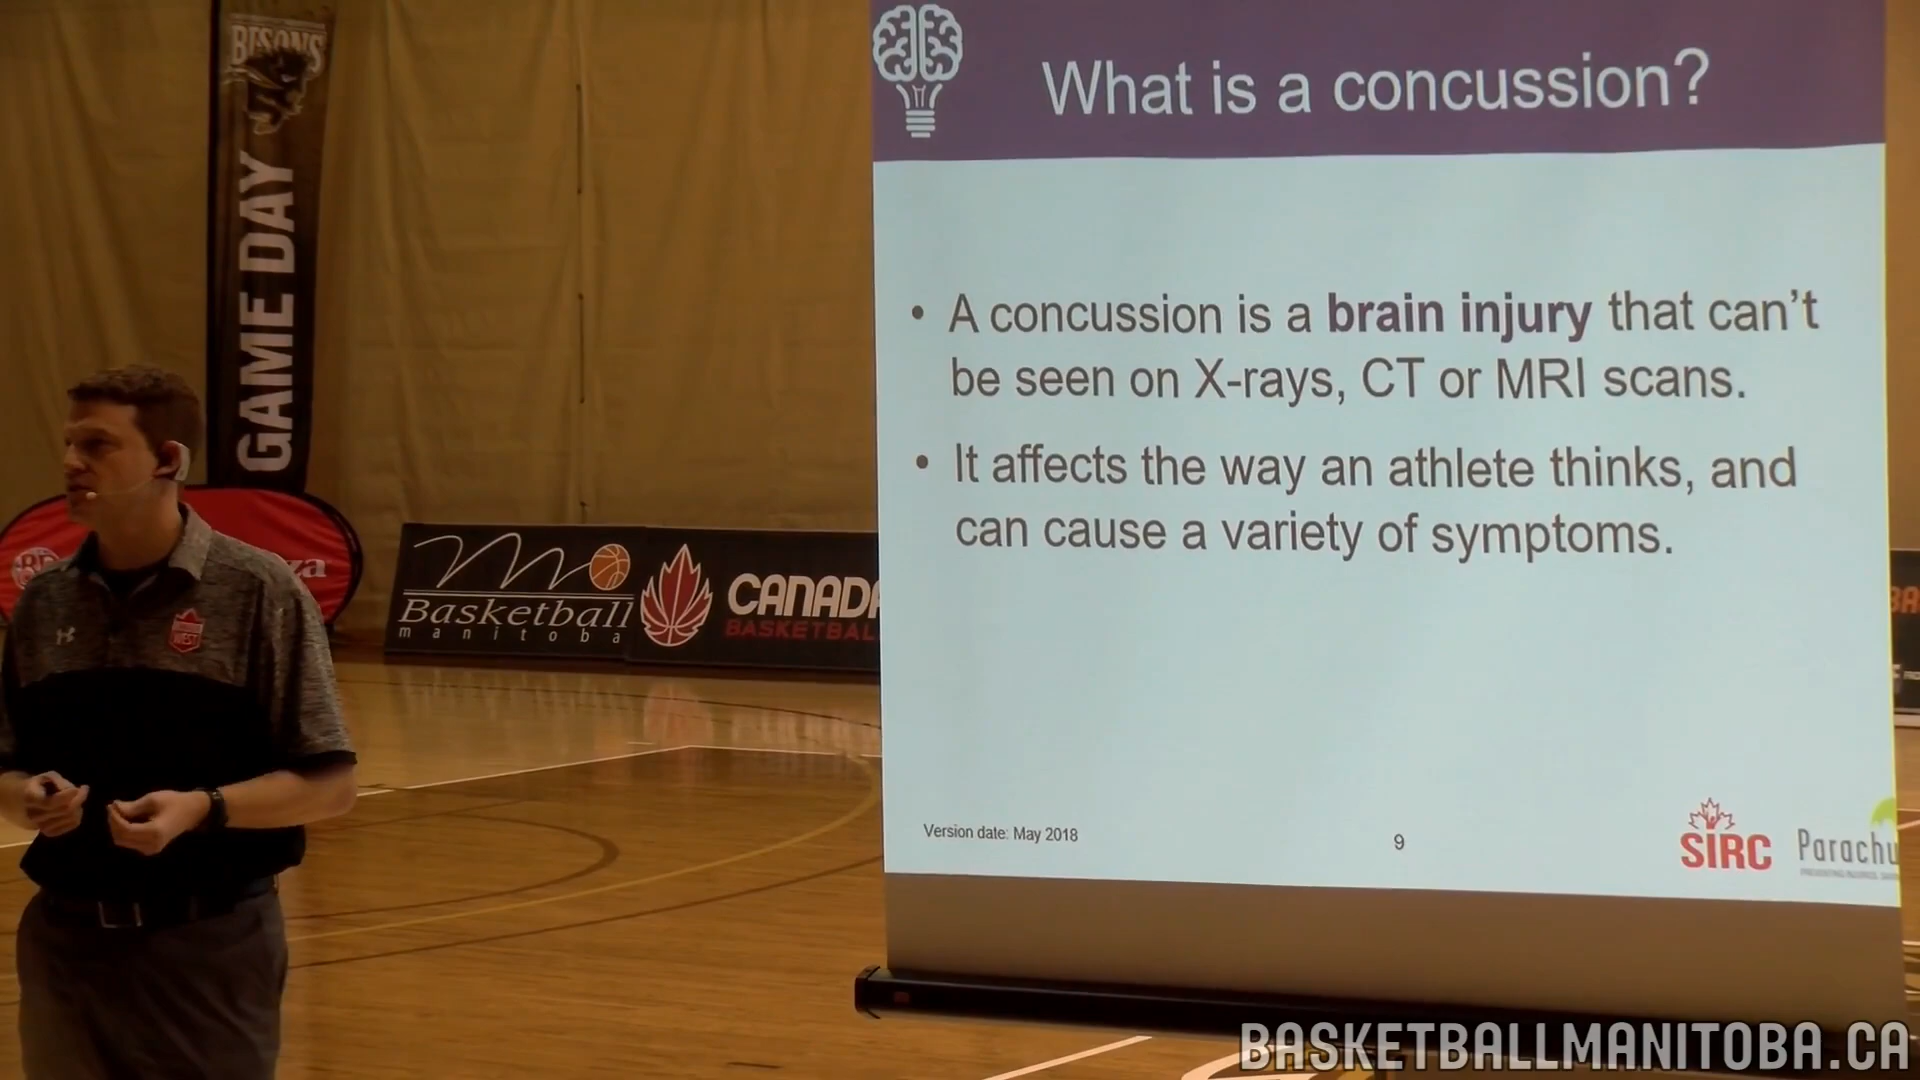 BISONS
GAME DAY
What is a concussion?
• A concussion is a brain injury that can't
be seen on X-rays, CT or MRI scans.
• It affects the way an athlete thinks, and
can cause a variety of symptoms.
Version date: May 2018
9
SIRC
Parachu
Basketball
manitoba
CANADA
BASKETBAL
WEST
BASKETBALLMANITOBA.CA